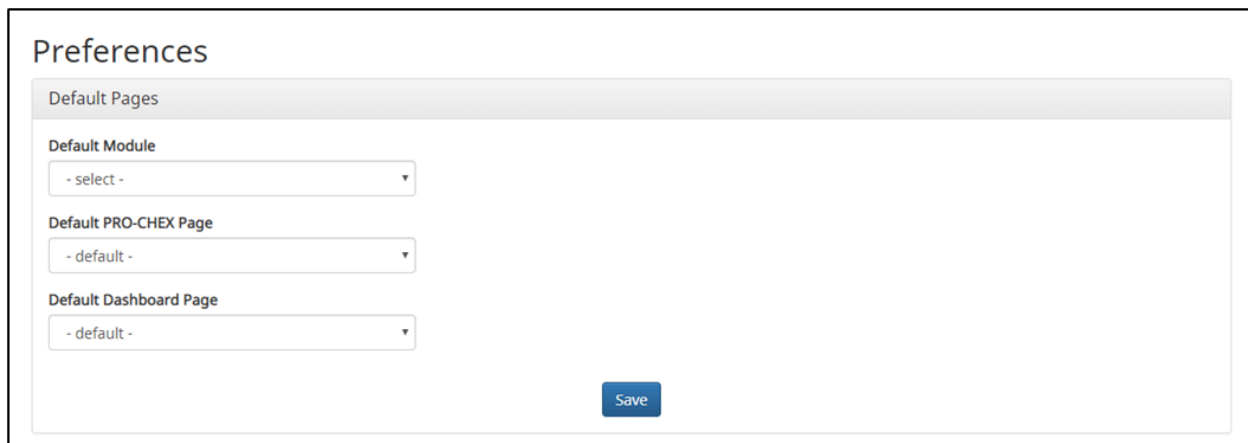 Preferences
Default Pages
Default Module
- select -
Default PRO-CHEX Page
- default -
Default Dashboard Page
- default -
Save